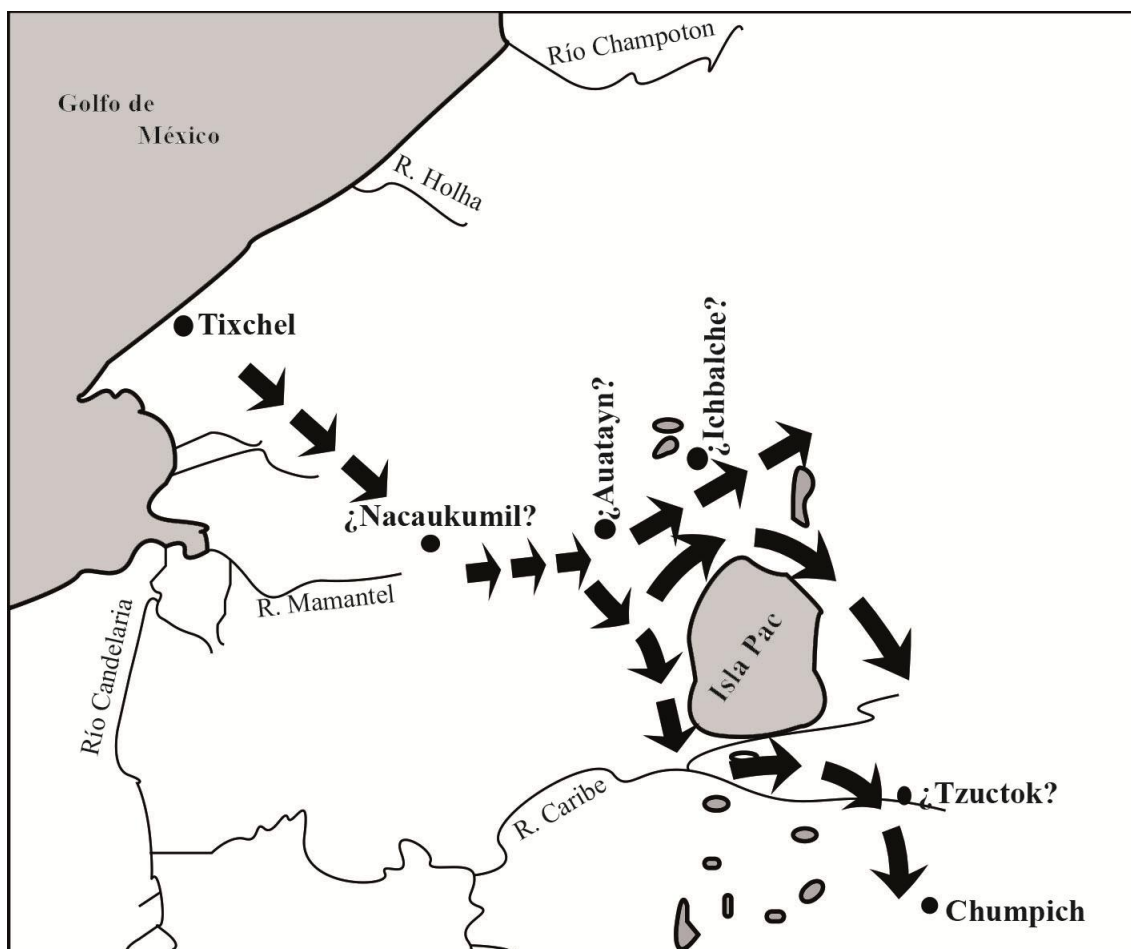 Río Champoton
Golfo de
México
R. Holha
Tixchel
¿Ichbalche?
¿Auatayn?
¿Nacaukumil?
R. Mamantel
Isla Pac
Río Candelaria
¿Tzuctok?
R. Caribe
Chumpich